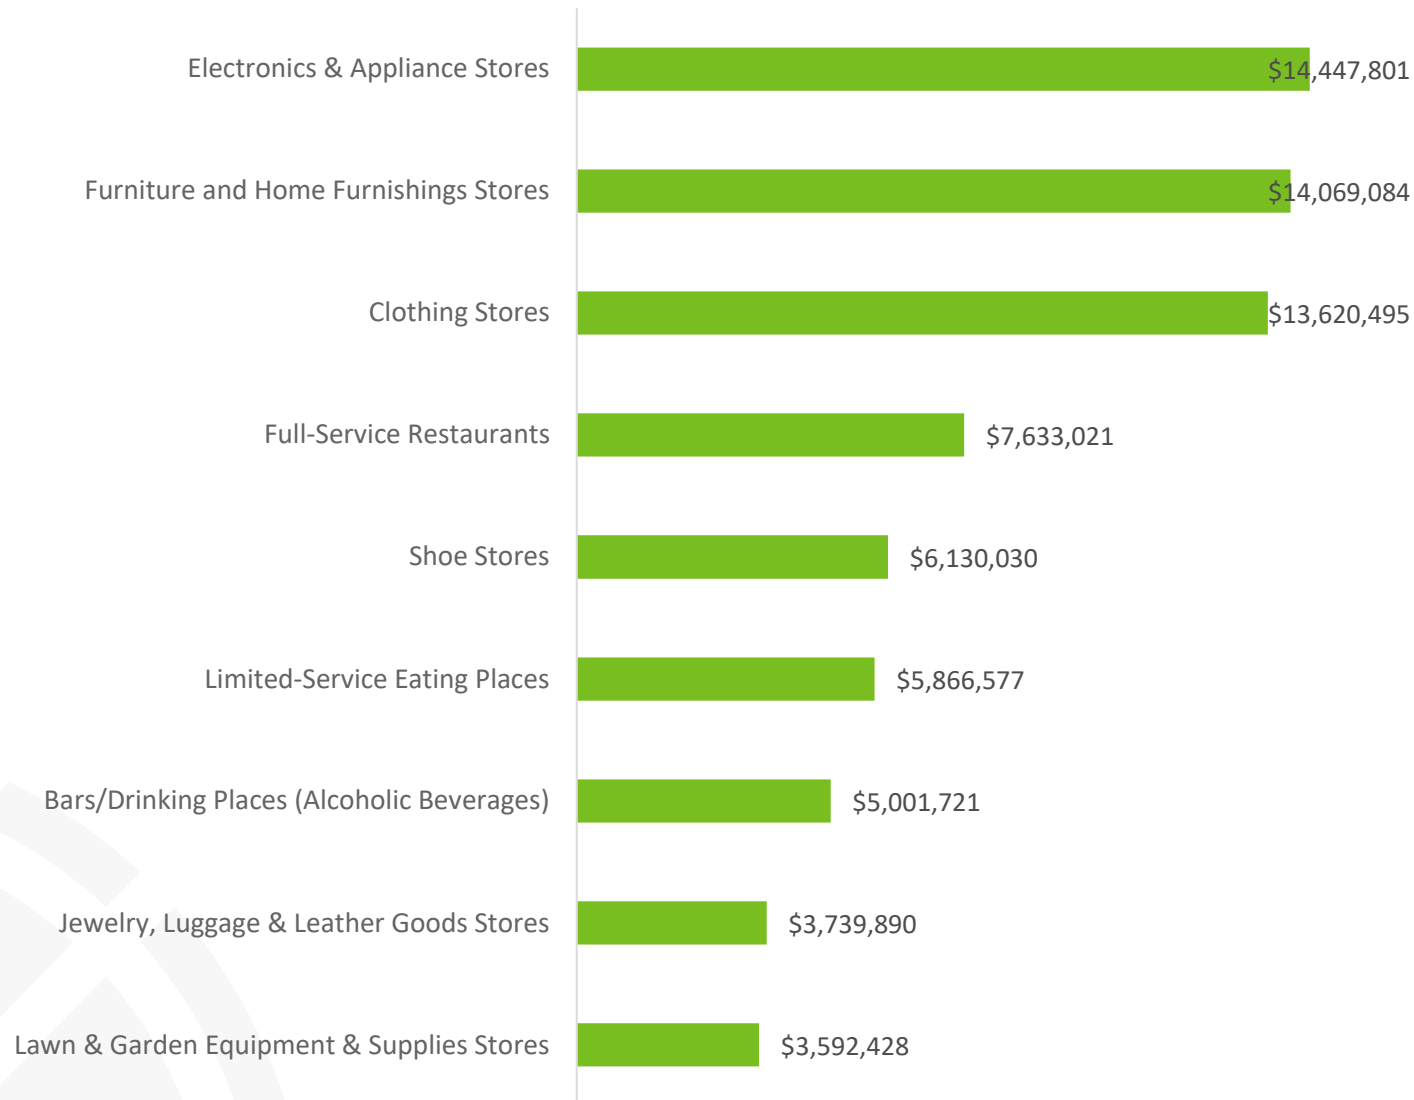 Electronics & Appliance Stores $14,447,801
Furniture and Home Furnishings Stores $14,069,084
Clothing Stores $13,620,495
Full-Service Restaurants $7,633,021
Shoe Stores $6,130,030
Limited-Service Eating Places $5,866,577
Bars/Drinking Places (Alcoholic Beverages) $5,001,721
Jewelry, Luggage & Leather Goods Stores $3,739,890
Lawn & Garden Equipment & Supplies Stores $3,592,428